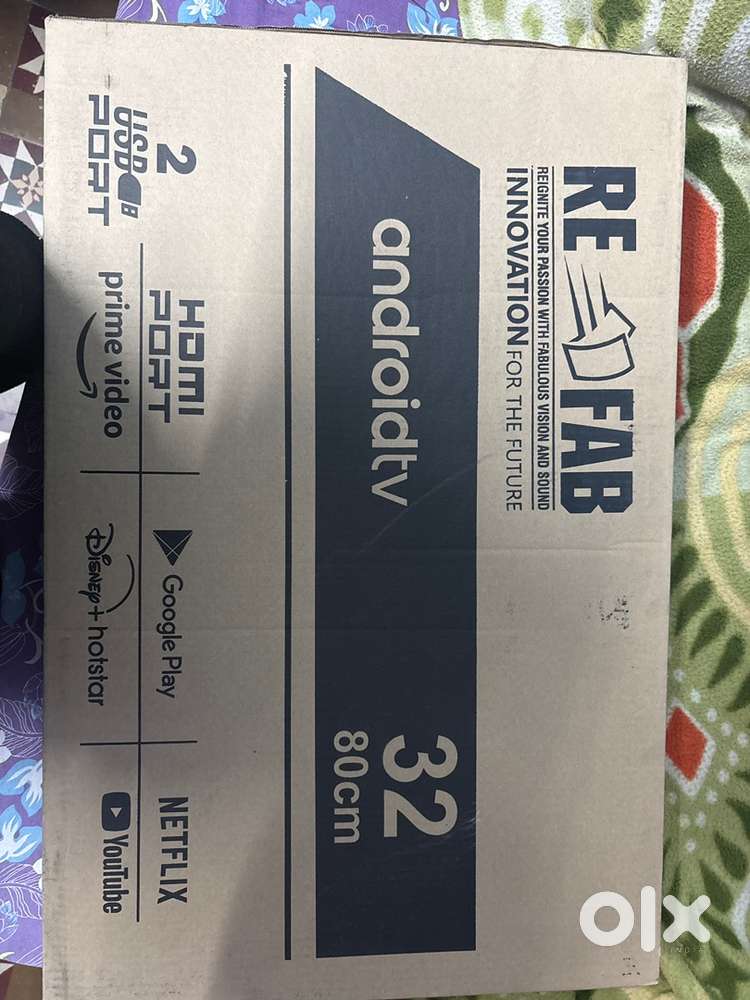 RE FAB
REIGNITE YOUR PASSION WITH FABULOUS VISION AND SOUND
INNOVATION FOR THE FUTURE
androidtv
32
80cm
2
USB
PORT
HDMI
PORT
Google Play
NETFLIX
prime video
Disney+ hotstar
YouTube
olx
INDIA